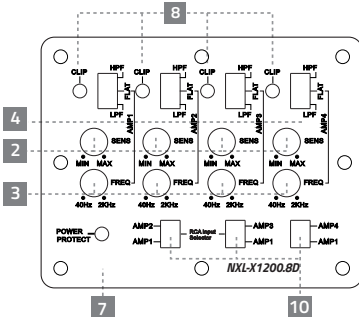 8
HPF HPF HPF HPF
CLIP CLIP CLIP CLIP
FLAT FLAT FLAT FLAT
LPF LPF LPF LPF
AMP1 AMP2 AMP3 AMP4
4
SENS SENS SENS SENS
2
MIN MAX MIN MAX MIN MAX MIN MAX
FREQ FREQ FREQ FREQ
3
40Hz 2KHz 40Hz 2KHz 40Hz 2KHz 40Hz 2KHz
POWER
PROTECT
AMP2 RCA Input AMP3 AMP4
AMP1 Selector AMP1 AMP1
NXL-X1200.8D
7
10